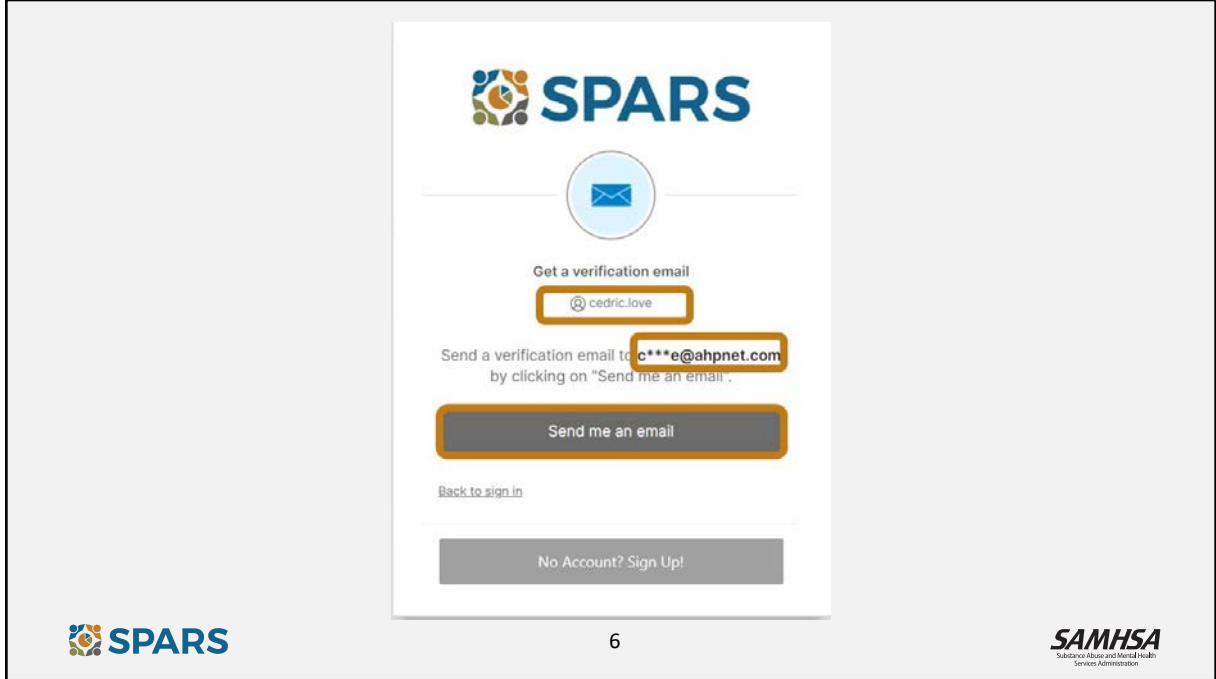 SPARS
Get a verification email
cedric.love
Send a verification email to c***e@ahpnet.com
by clicking on "Send me an email".
Send me an email
Back to sign in
No Account? Sign Up!
SPARS
6
SAMHSA
Substance Abuse and Mental Health
Services Administration